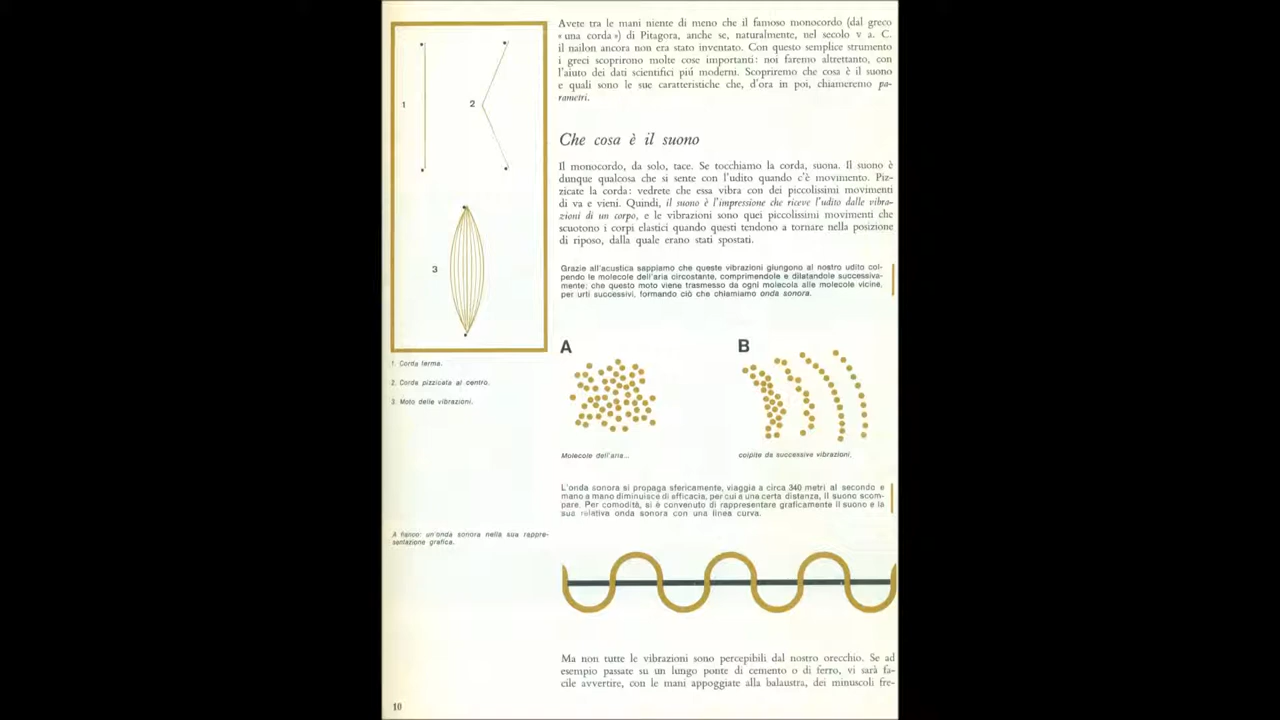 Avete tra le mani niente di meno che il famoso monocordo (dal greco
« una corda ») di Pitagora, anche se, naturalmente, nel secolo v a. C.
il nailon ancora non era stato inventato. Con questo semplice strumento
i greci scoprirono molte cose importanti: noi faremo altrettanto, con
l'aiuto dei dati scientifici piú moderni. Scopriremo che cosa è il suono
e quali sono le sue caratteristiche che, d'ora in poi, chiameremo pa-
rametri.
1
2
3
1. Corda ferma.
2. Corda pizzicata al centro.
3. Moto delle vibrazioni.
Che cosa è il suono
Il monocordo, da solo, tace. Se tocchiamo la corda, suona. Il suono è
dunque qualcosa che si sente con l'udito quando c'è movimento. Piz-
zicate la corda: vedrete che essa vibra con dei piccolissimi movimenti
di va e vieni. Quindi, il suono è l'impressione che riceve l'udito dalle vibra-
zioni di un corpo, e le vibrazioni sono quei piccolissimi movimenti che
scuotono i corpi elastici quando questi tendono a tornare nella posizione
di riposo, dalla quale erano stati spostati.
Grazie all'acustica sappiamo che queste vibrazioni giungono al nostro udito col-
pendo le molecole dell'aria circostante, comprimendole e dilatandole successiva-
mente; che questo moto viene trasmesso da ogni molecola alle molecole vicine,
per urti successivi, formando ciò che chiamiamo onda sonora.
A
B
Molecole dell'aria...
colpite da successive vibrazioni.
L'onda sonora si propaga sfericamente, viaggia a circa 340 metri al secondo e
mano a mano diminuisce di efficacia, per cui a una certa distanza, il suono scom-
pare. Per comodità, si è convenuto di rappresentare graficamente il suono e la
sua relativa onda sonora con una linea curva.
A fianco: un'onda sonora nella sua rappre-
sentazione grafica.
Ma non tutte le vibrazioni sono percepibili dal nostro orecchio. Se ad
esempio passate su un lungo ponte di cemento o di ferro, vi sarà fa-
cile avvertire, con le mani appoggiate alla balaustra, dei minuscoli fre-
10